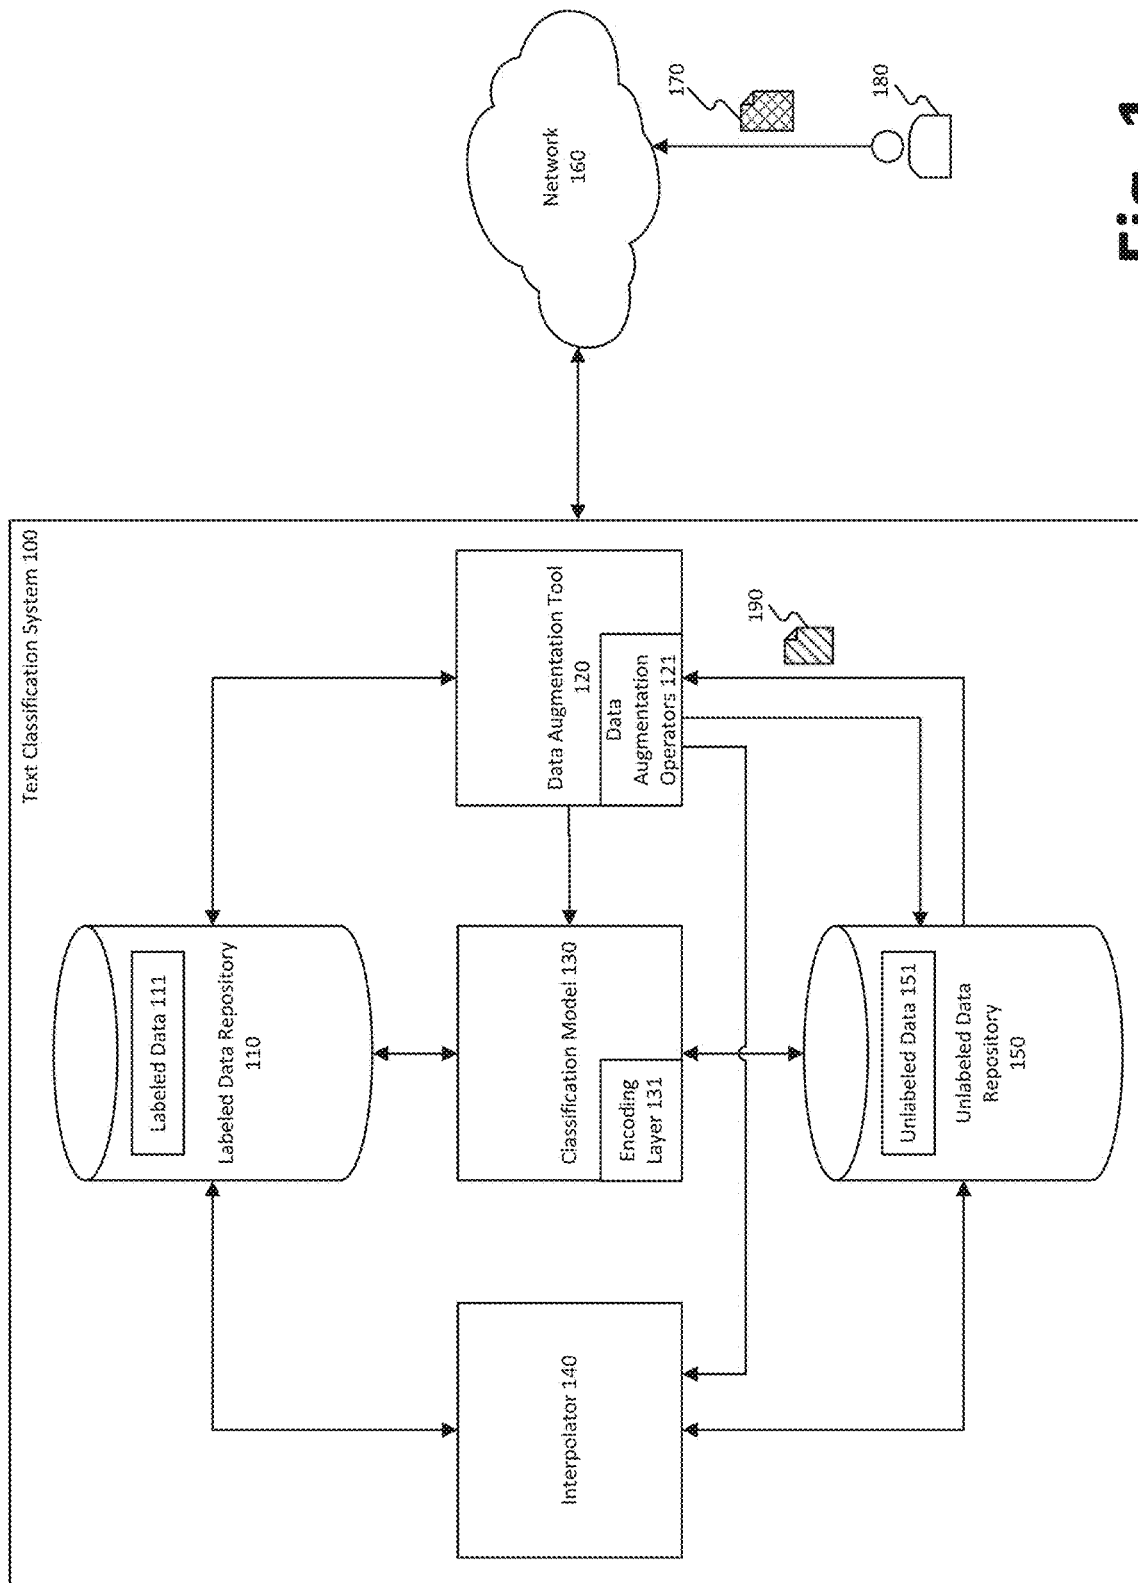 Text Classification System 100
Labeled Data 111
Labeled Data Repository
110
Interpolator 140
Classification Model 130
Encoding
Layer 131
Data Augmentation Tool
120
Data
Augmentation
Operators 121
190
Unlabeled Data 151
Unlabeled Data
Repository
150
Network
160
170
180
Fig. 1